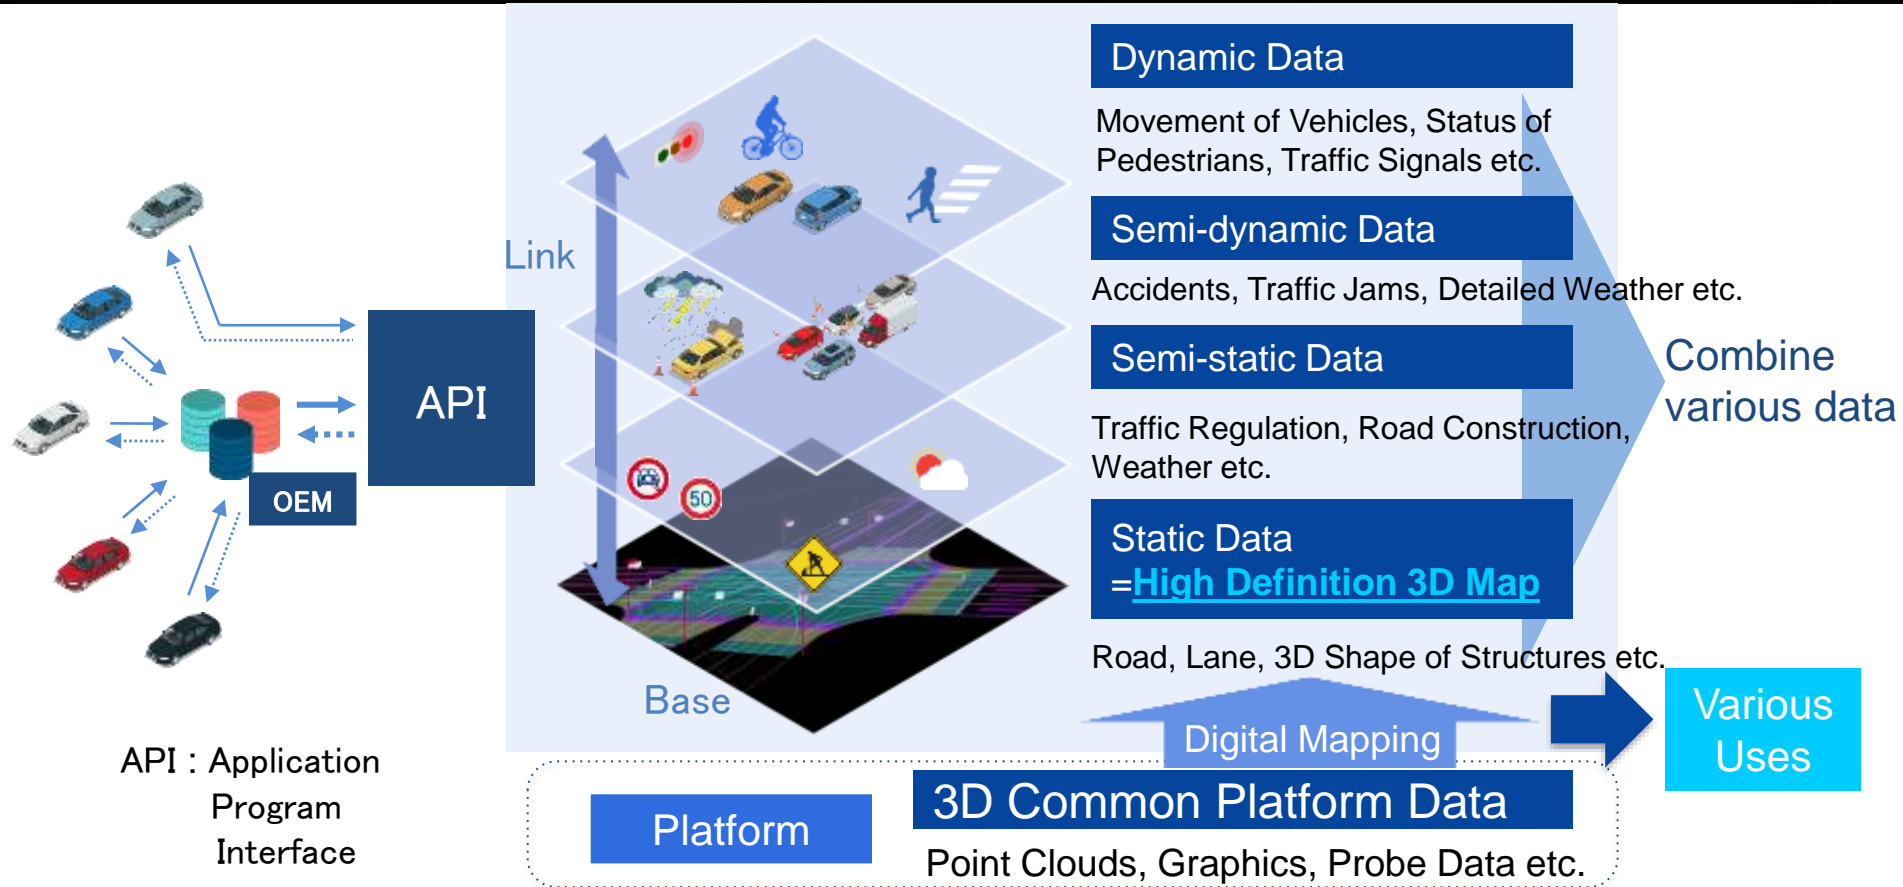 Dynamic Data
Movement of Vehicles, Status of
Pedestrians, Traffic Signals etc.
Semi-dynamic Data
Accidents, Traffic Jams, Detailed Weather etc.
Semi-static Data
Traffic Regulation, Road Construction,
Weather etc.
Static Data
=High Definition 3D Map
Road, Lane, 3D Shape of Structures etc.
Combine
various data
Link
API
OEM
50
Base
Digital Mapping
Various
Uses
API : Application
Program
Interface
Platform
3D Common Platform Data
Point Clouds, Graphics, Probe Data etc.